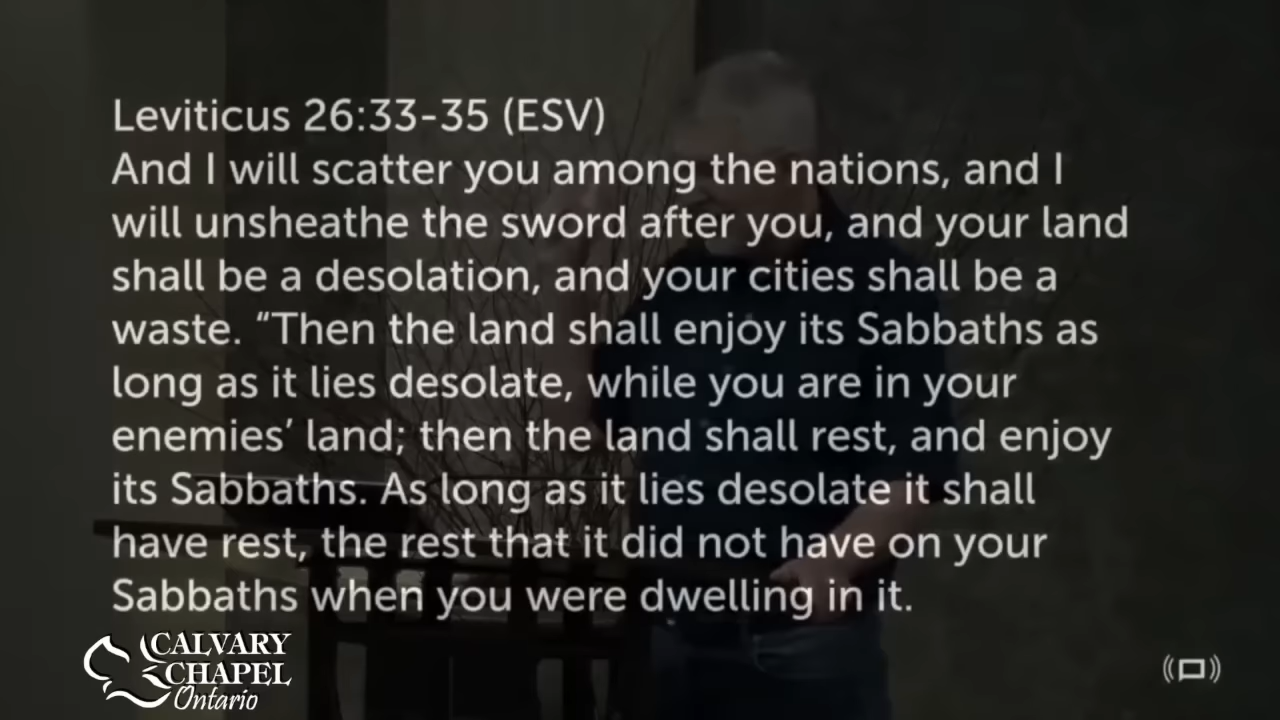 Leviticus 26:33-35 (ESV)
And I will scatter you among the nations, and I
will unsheathe the sword after you, and your land
shall be a desolation, and your cities shall be a
waste. “Then the land shall enjoy its Sabbaths as
long as it lies desolate, while you are in your
enemies’ land; then the land shall rest, and enjoy
its Sabbaths. As long as it lies desolate it shall
have rest, the rest that it did not have on your
Sabbaths when you were dwelling in it.
CALVARY
CHAPEL
Ontario